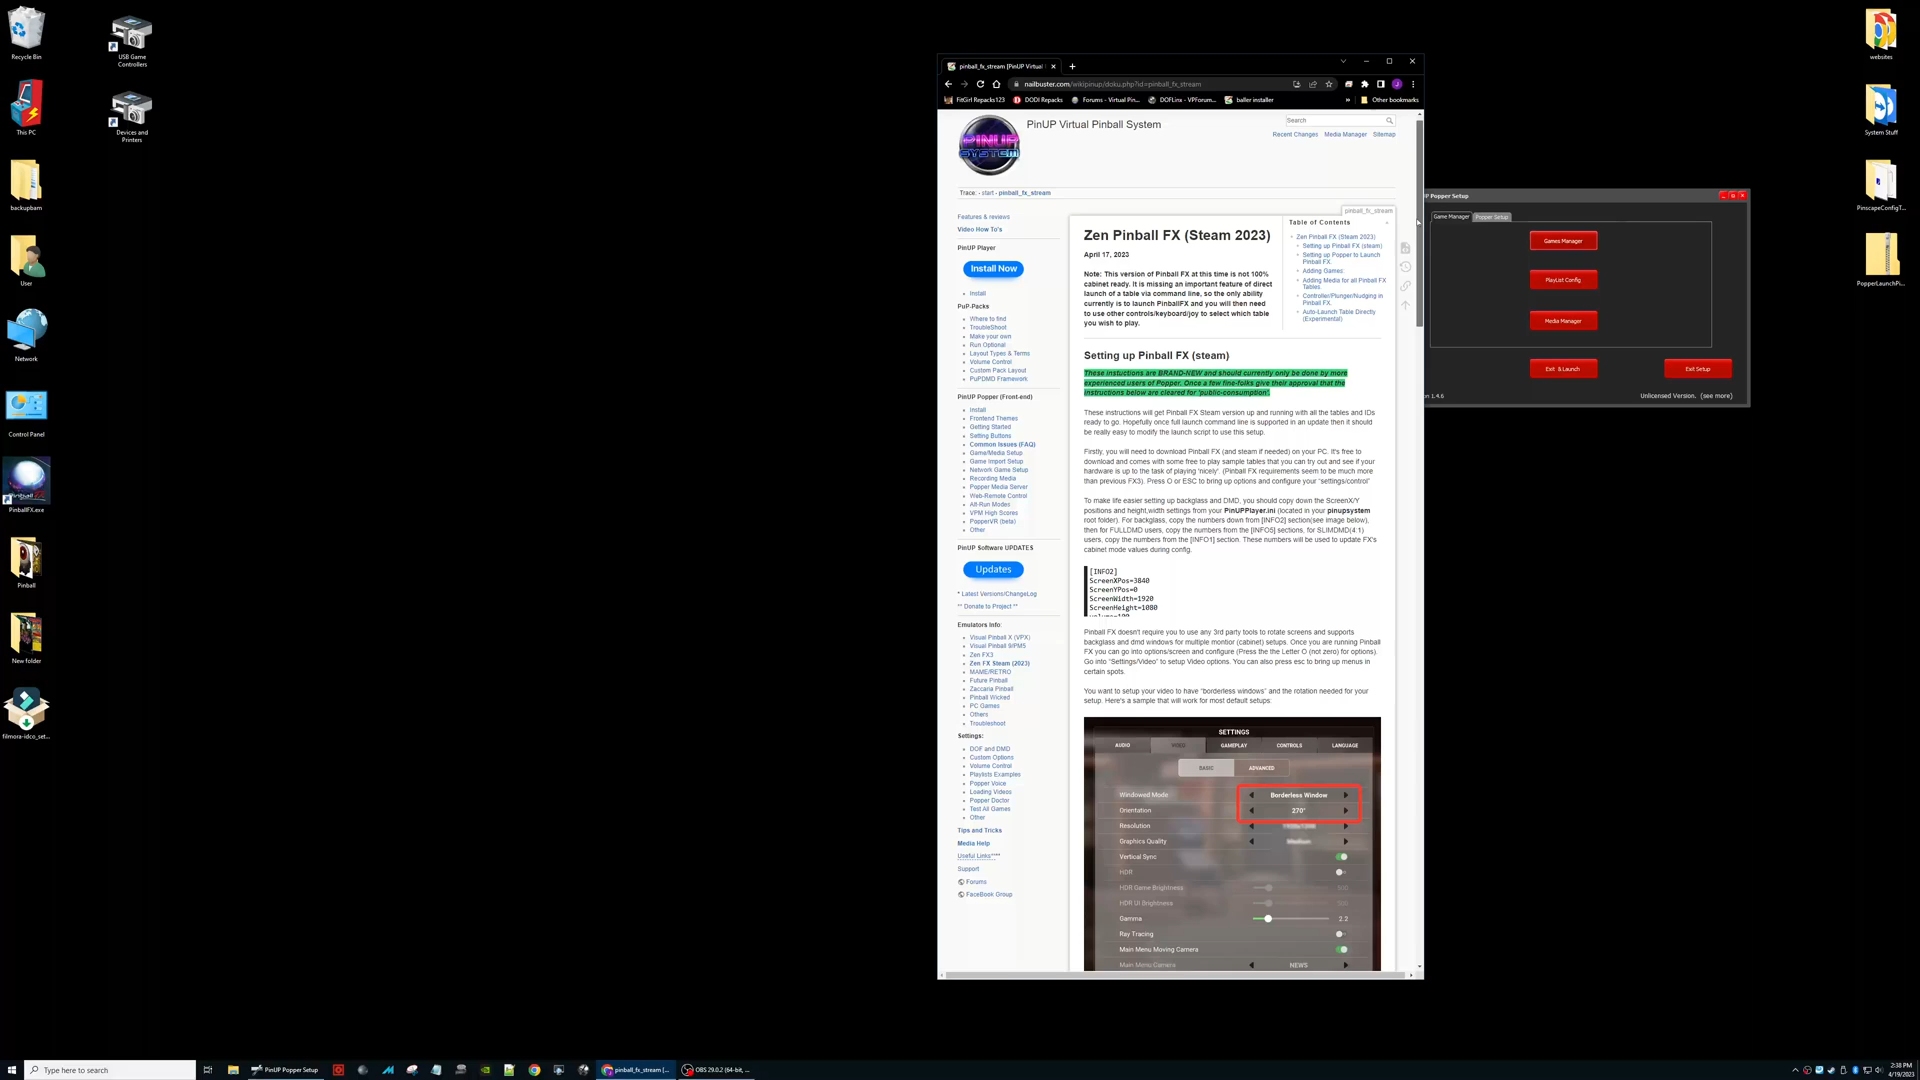 Recycle Bin
USB Game
Controllers
This PC
Devices and
Printers
backupbam
User
Network
Control Panel
PinballFX.exe
Pinball
New folder
filmora-idco_set...
pinball_fx_stream [PinUP Virtual
nailbuster.com/wikipinup/doku.php?id=pinball_fx_stream
J
FitGirl Repacks123
DODI Repacks
Forums - Virtual Pin...
DOFLinx - VPForum...
baller installer
»
Other bookmarks
PINUP
SYSTEM
PinUP Virtual Pinball System
Search
Recent Changes
Media Manager
Sitemap
Trace: • start • pinball_fx_stream
pinball_fx_stream
Features & reviews
Video How To's
PinUP Player
Install Now
Install
PuP-Packs
Where to find
TroubleShoot
Make your own
Run Optional
Layout Types & Terms
Volume Control
Custom Pack Layout
PuPDMD Framework
PinUP Popper (Front-end)
Install
Frontend Themes
Getting Started
Setting Buttons
Common Issues (FAQ)
Game/Media Setup
Game Import Setup
Network Game Setup
Recording Media
Popper Media Server
Web-Remote Control
Alt-Run Modes
VPM High Scores
PopperVR (beta)
Other
PinUP Software UPDATES
Updates
* Latest Versions/ChangeLog
** Donate to Project **
Emulators Info:
Visual Pinball X (VPX)
Visual Pinball 9/PM5
Zen FX3
Zen FX Steam (2023)
MAME/RETRO
Future Pinball
Zaccaria Pinball
Pinball Wicked
PC Games
Others
Troubleshoot
Settings:
DOF and DMD
Custom Options
Volume Control
Playlists Examples
Popper Voice
Loading Videos
Popper Doctor
Test All Games
Other
Tips and Tricks
Media Help
Useful Links****
Support
Forums
FaceBook Group
Zen Pinball FX (Steam 2023)
April 17, 2023
Note: This version of Pinball FX at this time is not 100%
cabinet ready. It is missing an important feature of direct
launch of a table via command line, so the only ability
currently is to launch PinballFX and you will then need
to use other controls/keyboard/joy to select which table
you wish to play.
Table of Contents
Zen Pinball FX (Steam 2023)
Setting up Pinball FX (steam)
Setting up Popper to Launch
Pinball FX.
Adding Games:
Adding Media for all Pinball FX
Tables.
Controller/Plunger/Nudging in
Pinball FX.
Auto-Launch Table Directly
(Experimental)
Setting up Pinball FX (steam)
These instuctions are BRAND-NEW and should currently only be done by more
experienced users of Popper. Once a few fine-folks give their approval that the
instructions below are cleared for 'public-consumption'.
These instructions will get Pinball FX Steam version up and running with all the tables and IDs
ready to go. Hopefully once full launch command line is supported in an update then it should
be really easy to modify the launch script to use this setup.
Firstly, you will need to download Pinball FX (and steam if needed) on your PC. It's free to
download and comes with some free to play sample tables that you can try out and see if your
hardware is up to the task of playing 'nicely'. (Pinball FX requirements seem to be much more
than previous FX3). Press O or ESC to bring up options and configure your "settings/control"
To make life easier setting up backglass and DMD, you should copy down the ScreenX/Y
positions and height,width settings from your PinUPPlayer.ini (located in your pinupsystem
root folder). For backglass, copy the numbers down from [INFO2] section(see image below),
then for FULLDMD users, copy the numbers from the [INFO5] sections, for SLIMDMD(4:1)
users, copy the numbers from the [INFO1] section. These numbers will be used to update FX's
cabinet mode values during config.
[INFO2]
ScreenXPos=3840
ScreenYPos=0
ScreenWidth=1920
ScreenHeight=1080
Pinball FX doesn't require you to use any 3rd party tools to rotate screens and supports
backglass and dmd windows for multiple monitor (cabinet) setups. Once you are running Pinball
FX you can go into options/screen and configure (Press the the Letter O (not zero) for options).
Go into "Settings/Video" to setup Video options. You can also press esc to bring up menus in
certain spots.
You want to setup your video to have "borderless windows" and the rotation needed for your
setup. Here's a sample that will work for most default setups:
SETTINGS
AUDIO
VIDEO
GAMEPLAY
CONTROLS
LANGUAGE
BASIC
ADVANCED
Windowed Mode
Borderless Window
Orientation
270°
Resolution
Graphics Quality
Medium
Vertical Sync
HDR
HDR Game Brightness
HDR UI Brightness
Gamma
2.2
Ray Tracing
Main Menu Moving Camera
Main Menu Camera
NEWS
P Popper Setup
Game Manager
Popper Setup
Games Manager
PlayList Config
Media Manager
Exit & Launch
Exit Setup
n 1.4.6
Unlicensed Version. (see more)
websites
System Stuff
PinscapeConfigT...
PopperLaunchPi...
Type here to search
PinUP Popper Setup
pinball_fx_stream [...
OBS 29.0.2 (64-bit, ...
2:38 PM
4/19/2023